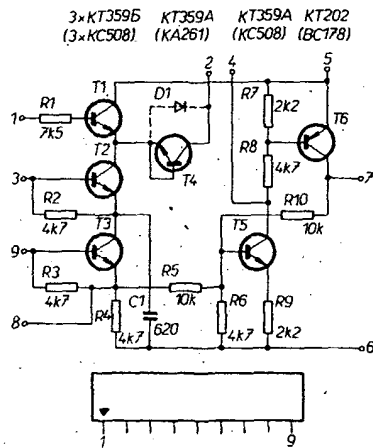 3×KT359Б KT359A KT359A KT202
(3×KC508) (KA261) (KC508) (BC178)
2 4 5
T1 D1 R7
R1 2k2 T6
1
7k5
T2 R8
T4 4k7
3 7
R2 R10
4k7 T3 T5 10k
9
R3 R5
4k7 C1 10k R6 R9
8 R4
4k7 620 4k7 2k2
6
1 9